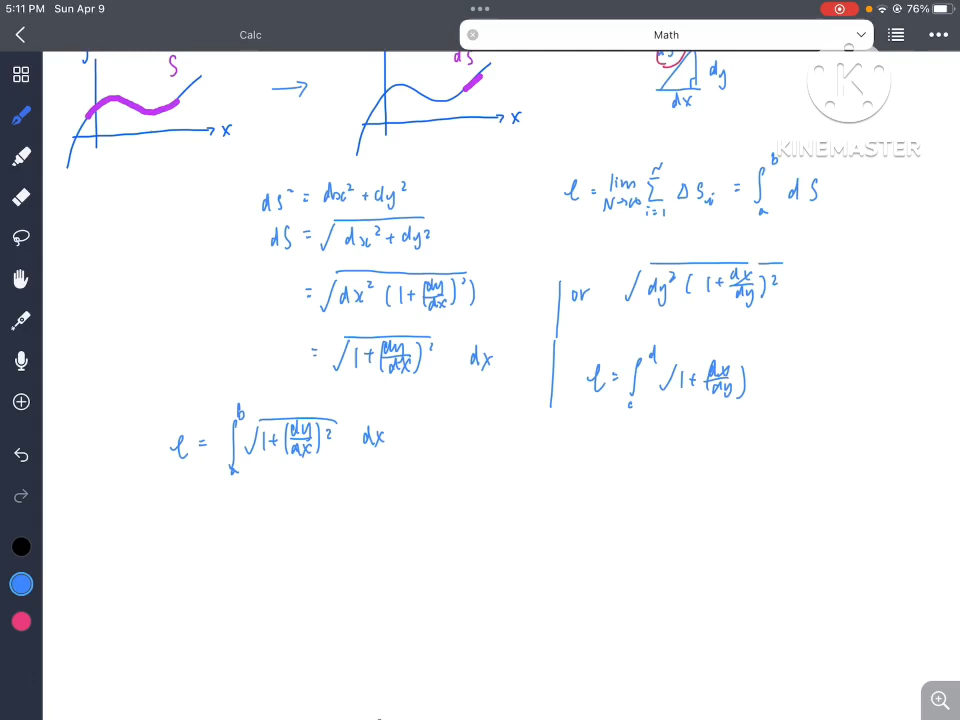 5:11 PM Sun Apr 9
76%
Calc
Math
S
x
→
dS
x
dy
dx
KINEMASTER
K
dS² = dx² + dy²
dS = √(dx² + dy²)
= √(dx² (1 + (dy/dx)²))
= √(1 + (dy/dx)²) dx
l = ∫ b √(1 + (dy/dx)²) dx
l = lim N→∞ ∑ i=1 N Δ Si = ∫ a b d S
or √dy² (1 + dx/dy)²
l = ∫ c d √1 + dx/dy)